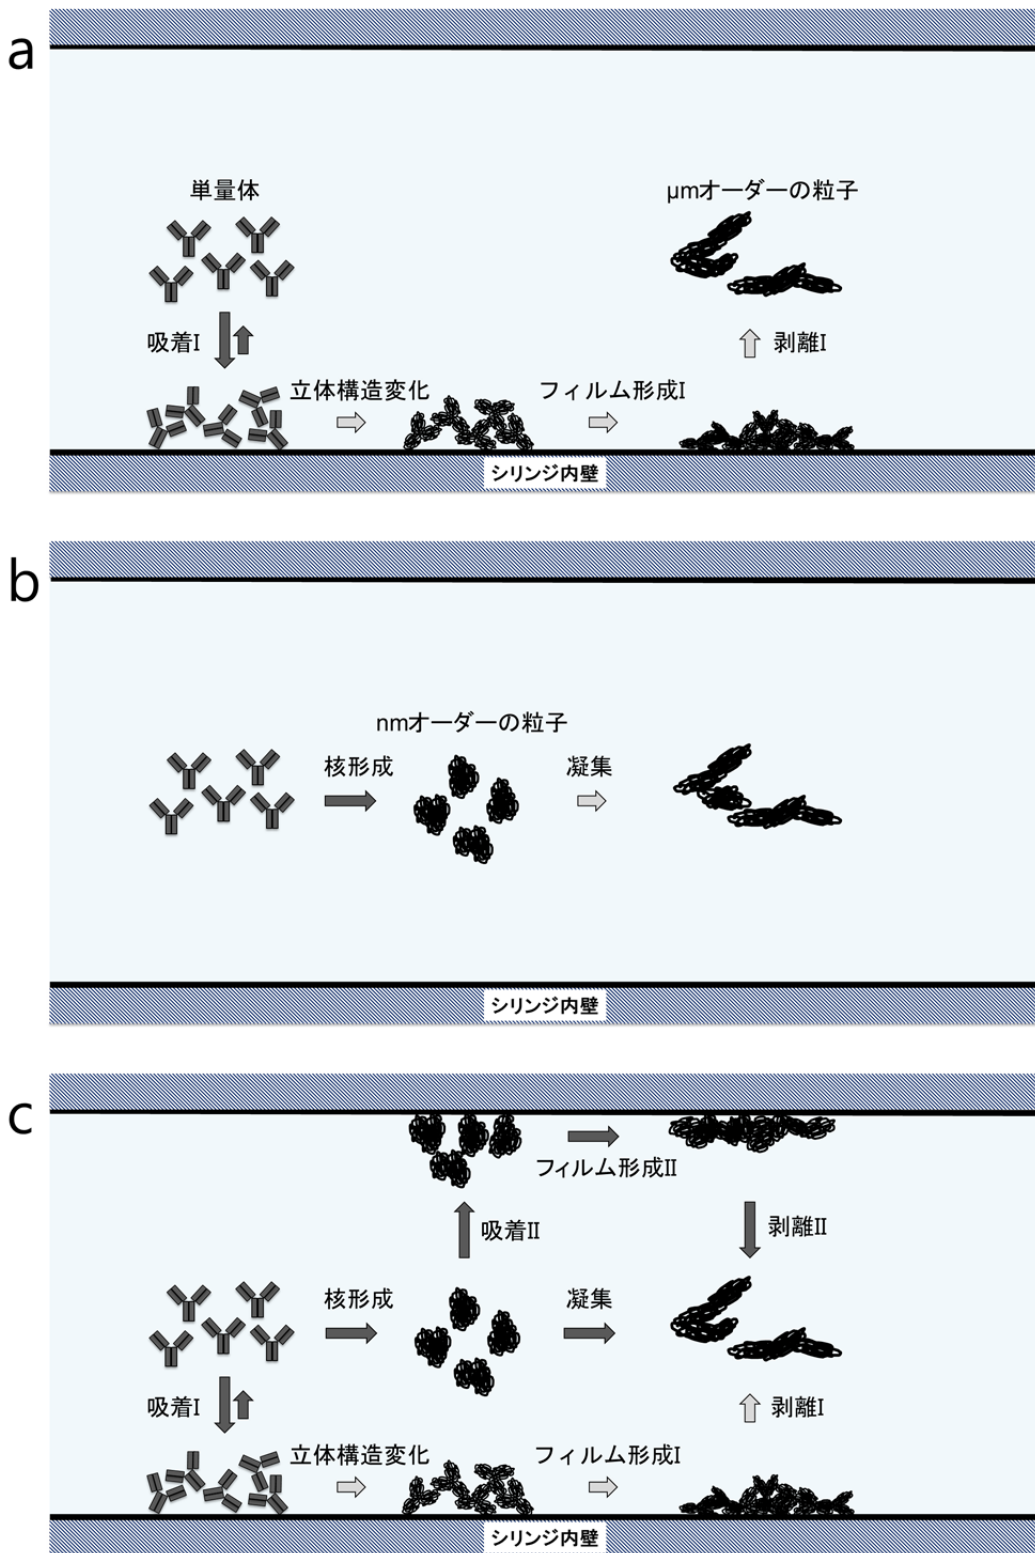 a
単量体
μmオーダーの粒子
吸着I
剥離I
立体構造変化
フィルム形成I
シリンジ内壁
b
nmオーダーの粒子
核形成
凝集
シリンジ内壁
c
フィルム形成II
吸着II
剥離II
核形成
凝集
吸着I
剥離I
立体構造変化
フィルム形成I
シリンジ内壁